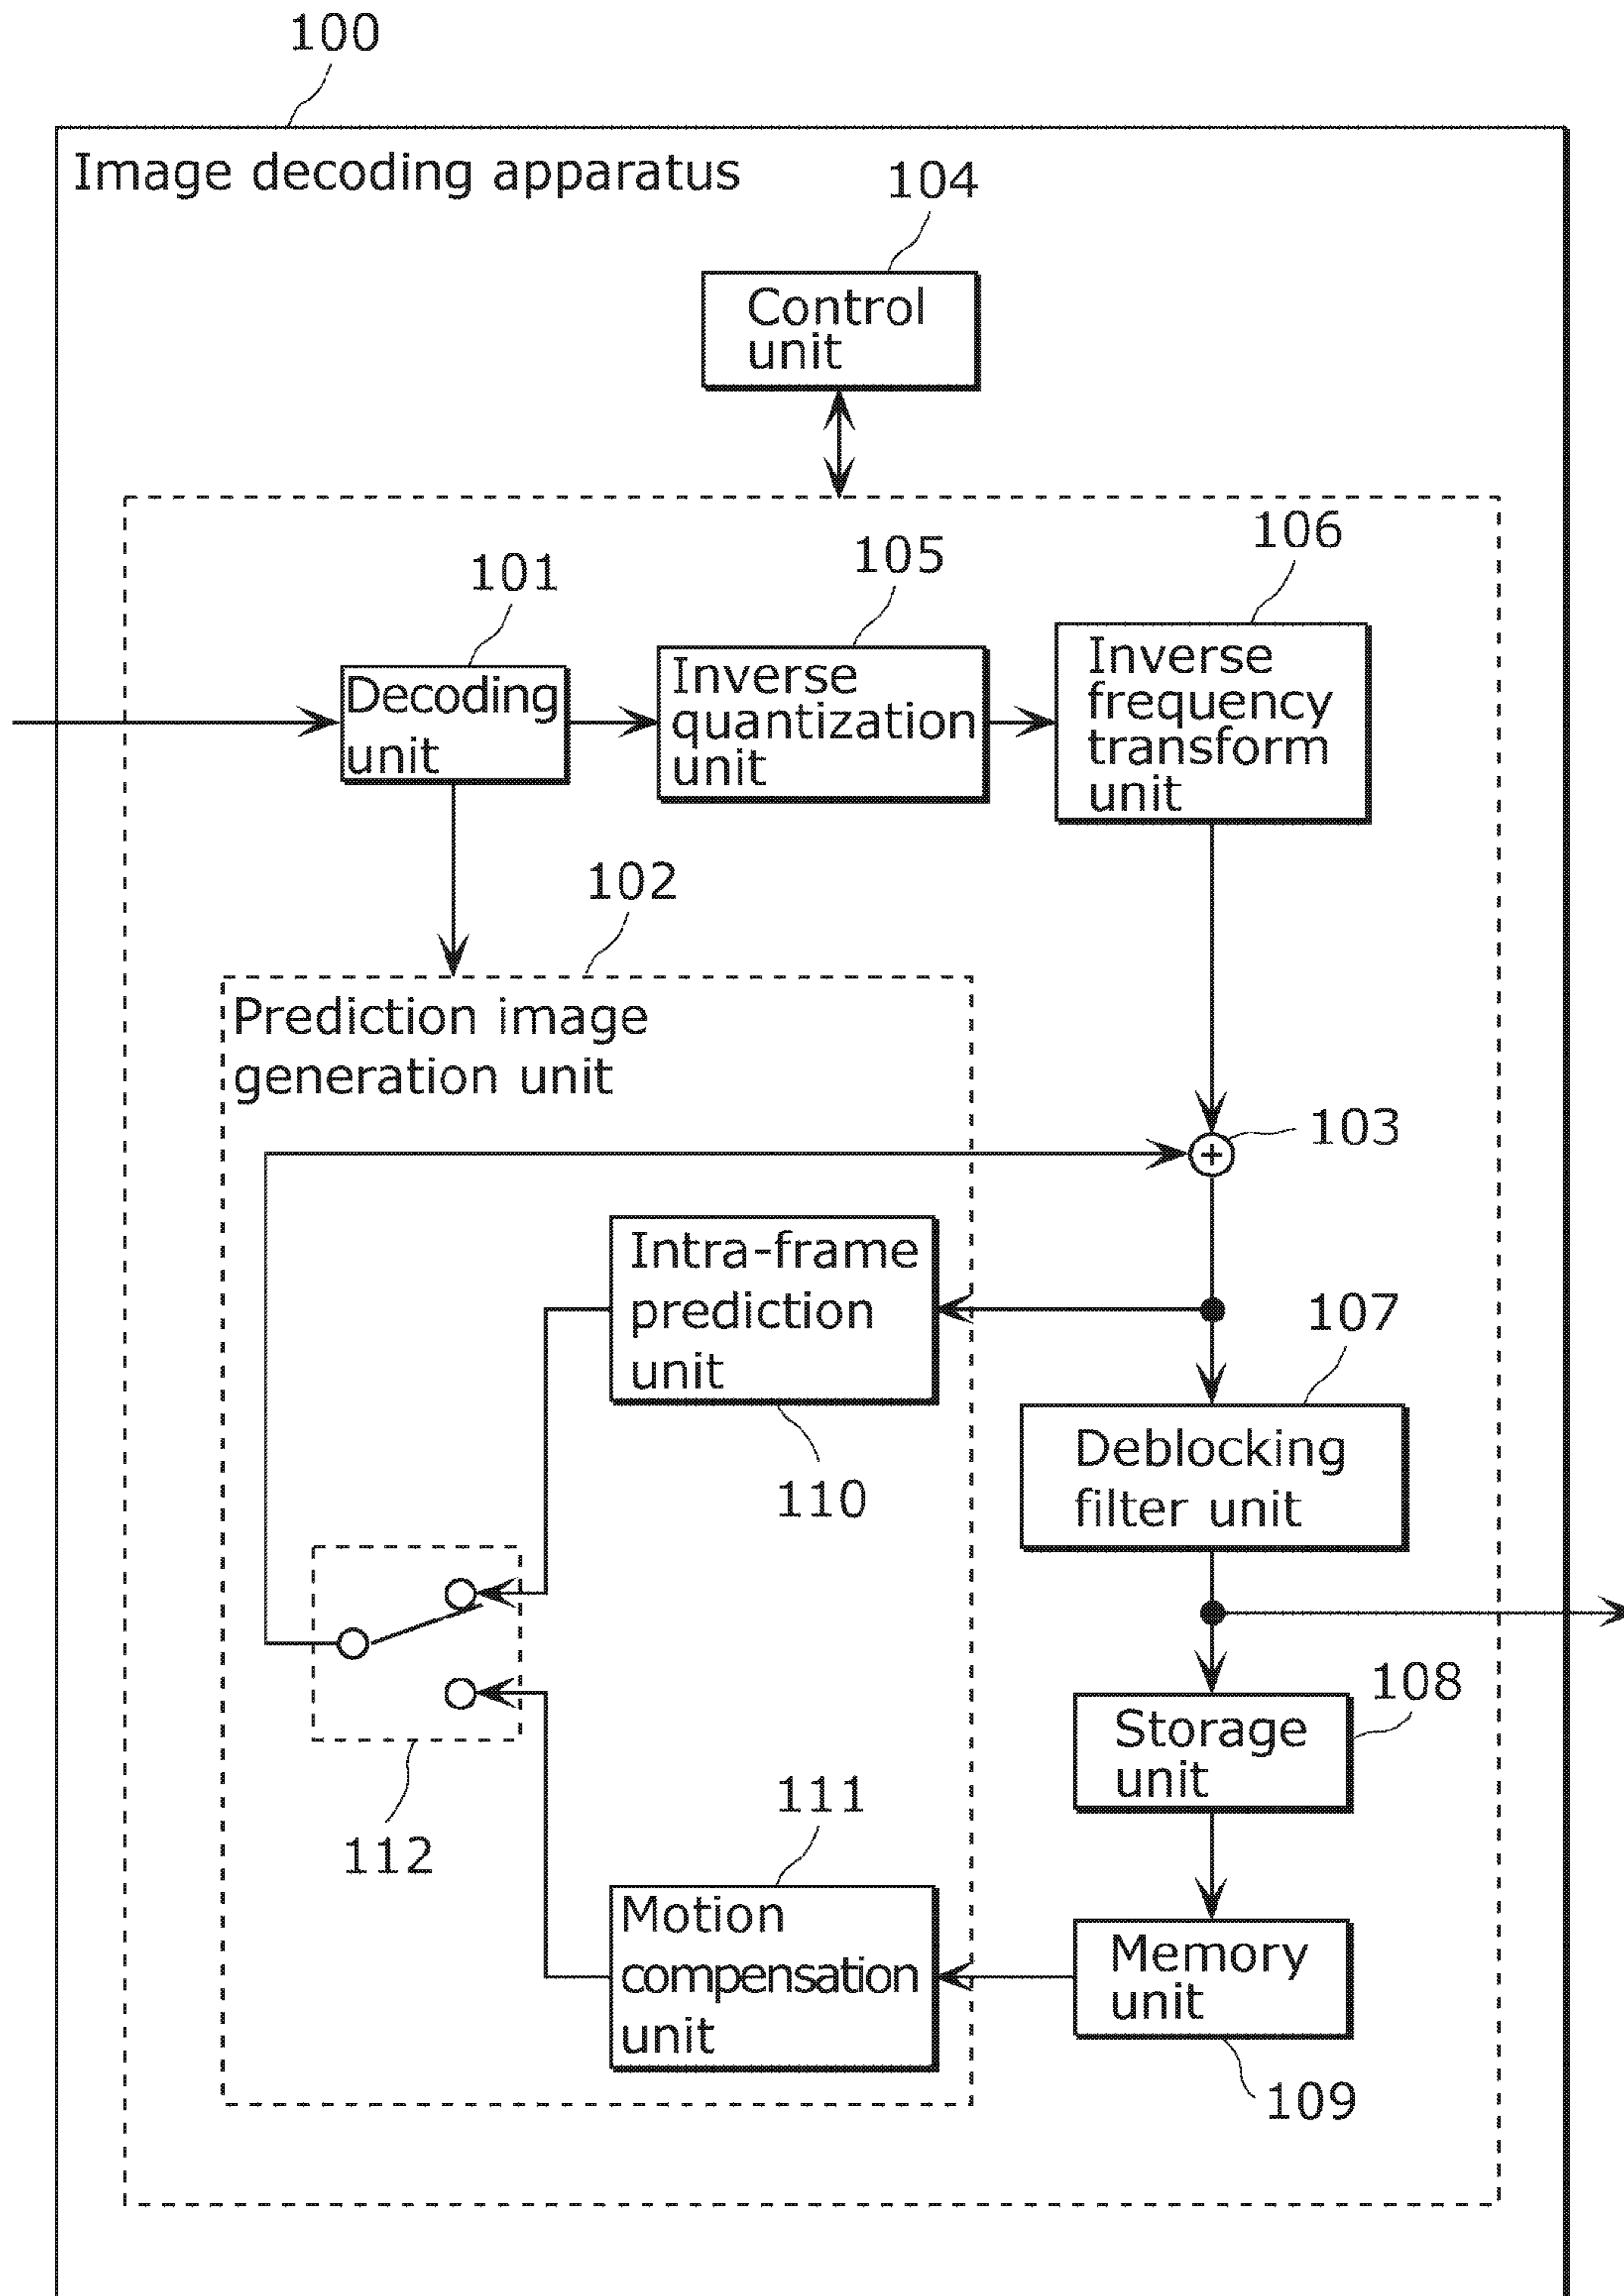 100
Image decoding apparatus
104
Control
unit
106
105
101
Inverse
frequency
transform
unit
Inverse
quantization
unit
Decoding
unit
102
Prediction image
generation unit
103
+
Intra-frame
prediction
unit
107
110
Deblocking
filter unit
108
Storage
unit
111
112
Motion
compensation
unit
Memory
unit
109